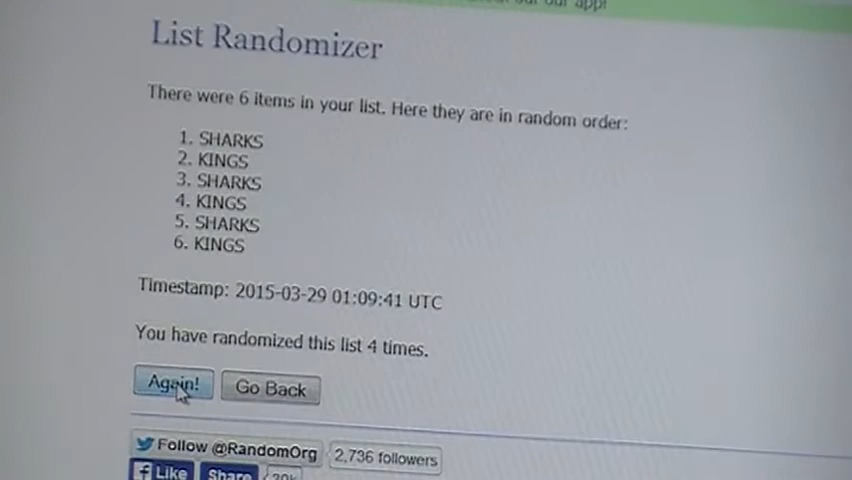 our app!
List Randomizer
There were 6 items in your list. Here they are in random order:
1. SHARKS
2. KINGS
3. SHARKS
4. KINGS
5. SHARKS
6. KINGS
Timestamp: 2015-03-29 01:09:41 UTC
You have randomized this list 4 times.
Again! Go Back
Follow @RandomOrg 2,736 followers
Like Share